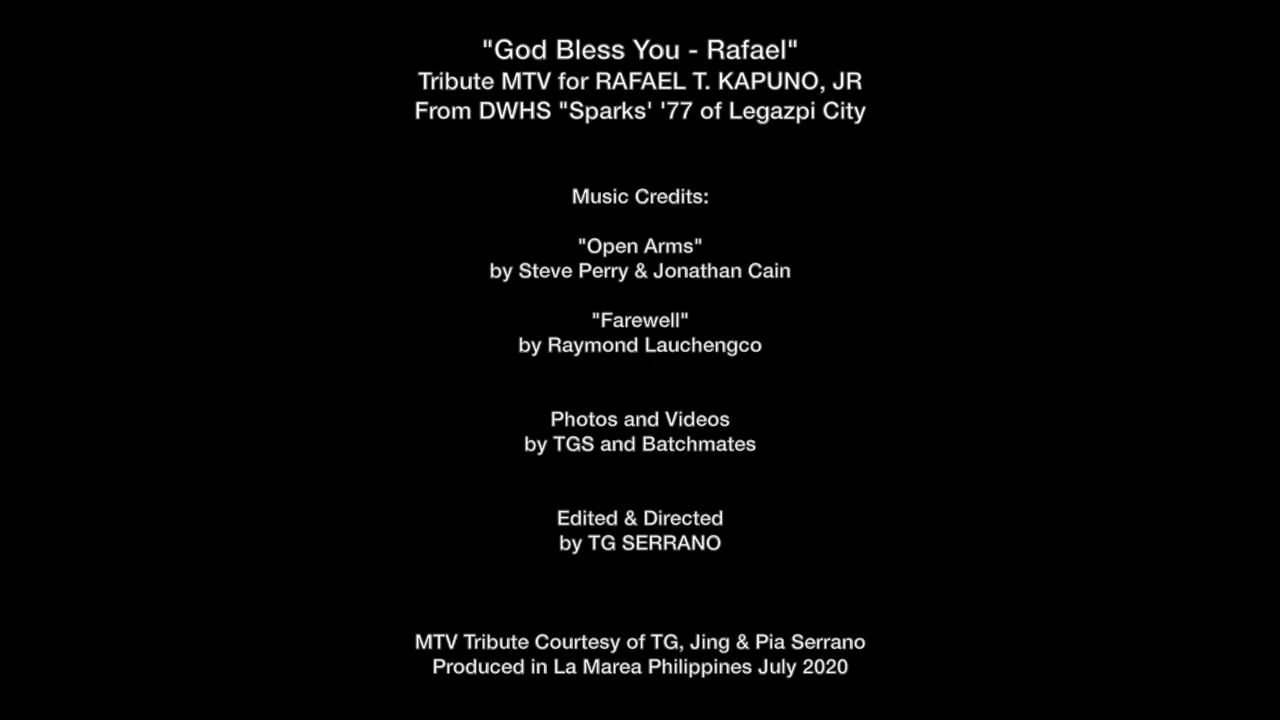 "God Bless You - Rafael"
Tribute MTV for RAFAEL T. KAPUNO, JR
From DWHS "Sparks' '77 of Legazpi City
Music Credits:
"Open Arms"
by Steve Perry & Jonathan Cain
"Farewell"
by Raymond Lauchengco
Photos and Videos
by TGS and Batchmates
Edited & Directed
by TG SERRANO
MTV Tribute Courtesy of TG, Jing & Pia Serrano
Produced in La Marea Philippines July 2020